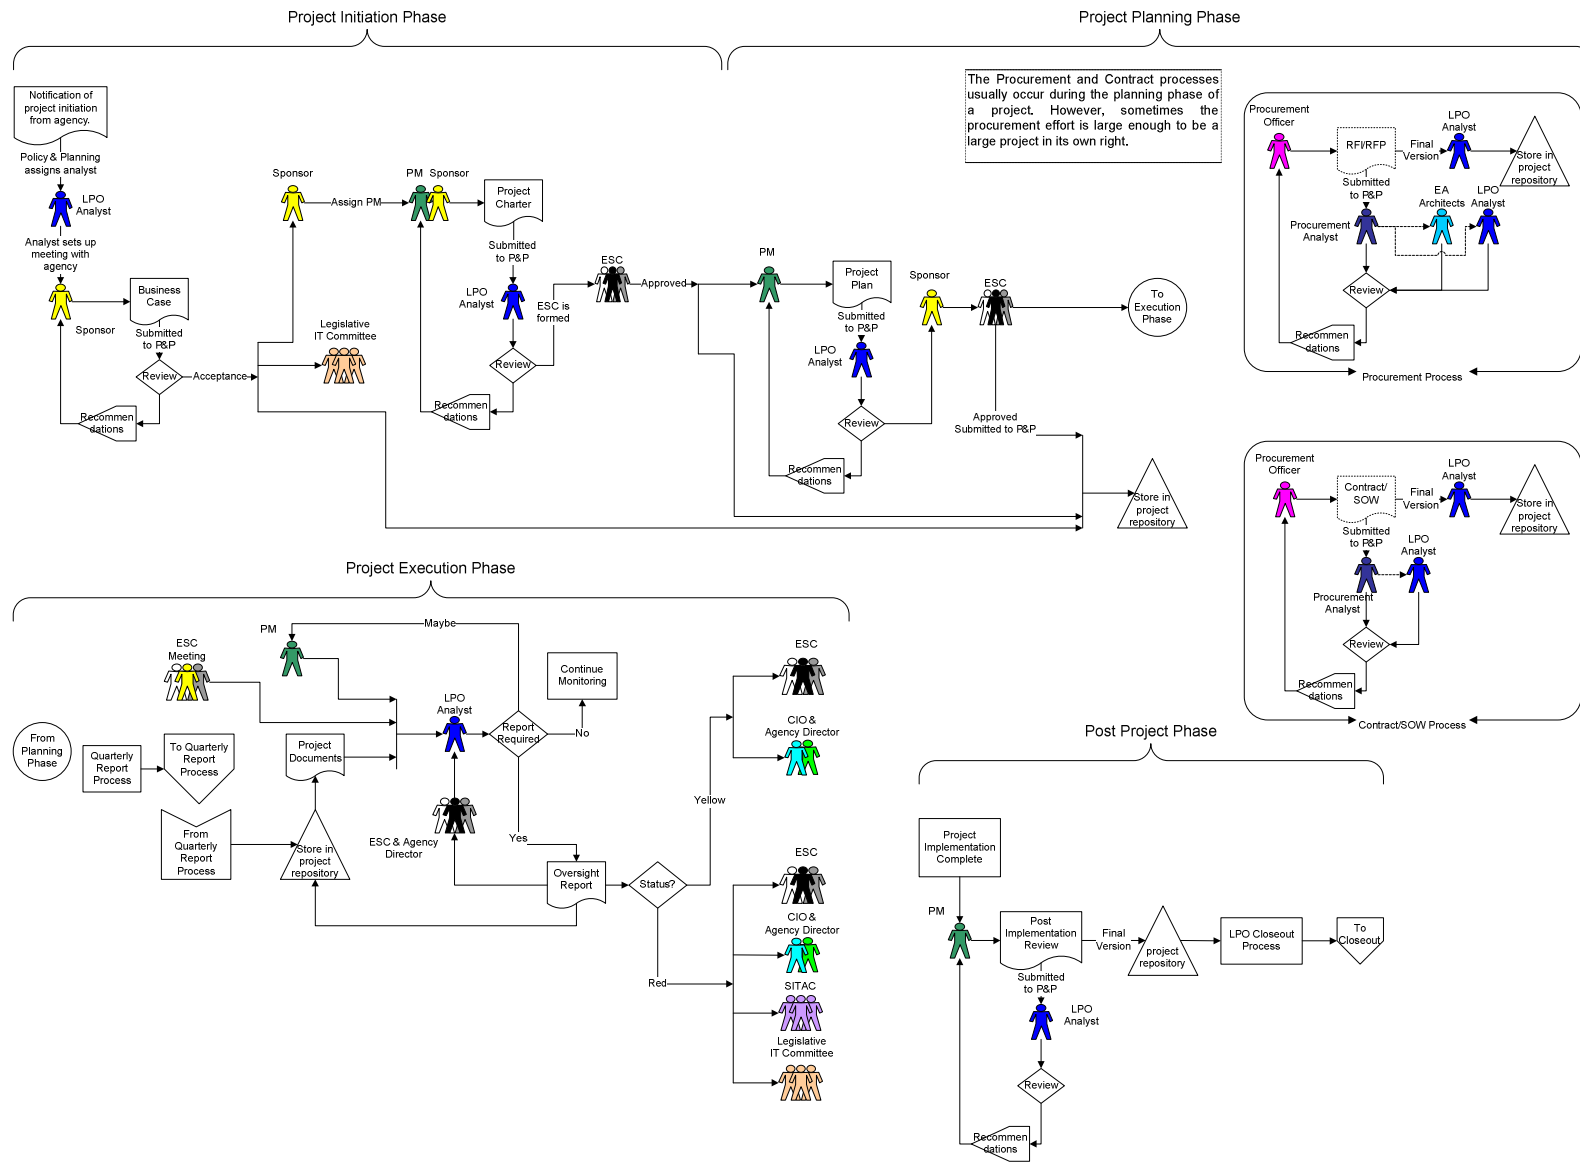 Project Initiation Phase
Notification of
project initiation
from agency.
Policy & Planning
assigns analyst
LPO
Analyst
Analyst sets up
meeting with
agency
Sponsor
Business
Case
Submitted
to P&P
Review
Acceptance
Recommen
dations
Sponsor
Assign PM
Legislative
IT Committee
PM
Sponsor
Project
Charter
Submitted
to P&P
LPO
Analyst
Review
Recommen
dations
ESC is
formed
ESC
Approved
Project Planning Phase
The Procurement and Contract processes
usually occur during the planning phase of
a project. However, sometimes the
procurement effort is large enough to be a
large project in its own right.
PM
Project
Plan
Submitted
to P&P
LPO
Analyst
Review
Recommen
dations
Sponsor
ESC
To
Execution
Phase
Approved
Submitted to P&P
Store in
project
repository
Procurement
Officer
RFI/RFP
Final
Version
LPO
Analyst
Store in
project
repository
Submitted
to P&P
Procurement
Analyst
EA
Architects
LPO
Analyst
Review
Recommen
dations
Procurement Process
Procurement
Officer
Contract/
SOW
Final
Version
LPO
Analyst
Store in
project
repository
Submitted
to P&P
LPO
Analyst
Procurement
Analyst
Review
Recommen
dations
Contract/SOW Process
Project Execution Phase
ESC
Meeting
PM
Maybe
From
Planning
Phase
Quarterly
Report
Process
To Quarterly
Report
Process
From
Quarterly
Report
Process
Project
Documents
Store in
project
repository
LPO
Analyst
Report
Required
No
Continue
Monitoring
ESC & Agency
Director
Yes
Oversight
Report
Status?
Yellow
Red
ESC
CIO &
Agency Director
ESC
CIO &
Agency Director
SITAC
Legislative
IT Committee
Post Project Phase
Project
Implementation
Complete
PM
Post
Implementation
Review
Final
Version
project
repository
LPO Closeout
Process
To
Closeout
Submitted
to P&P
LPO
Analyst
Review
Recommen
dations